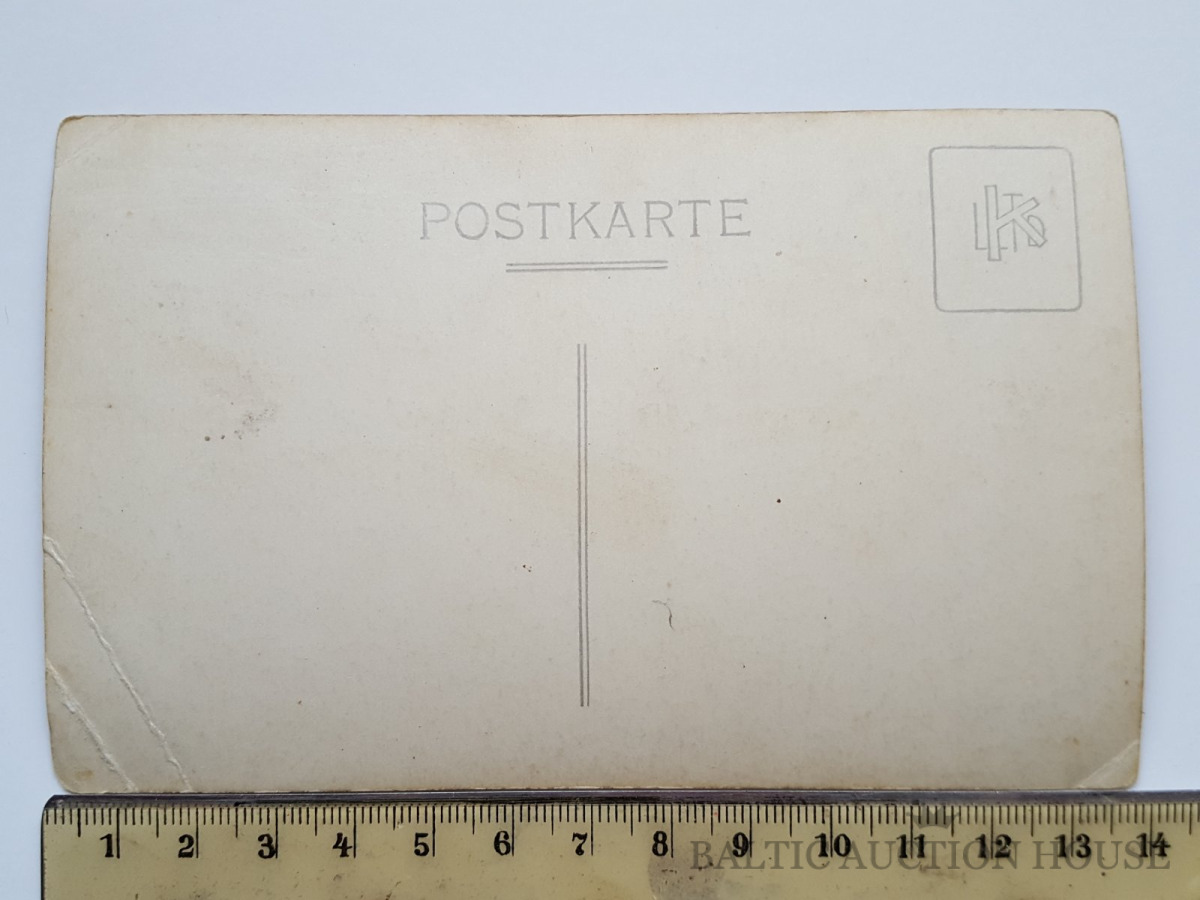 POSTKARTE
1 2 3 4 5 6 7 8 9 10 11 12 13 14
BALTIC AUCTION HOUSE